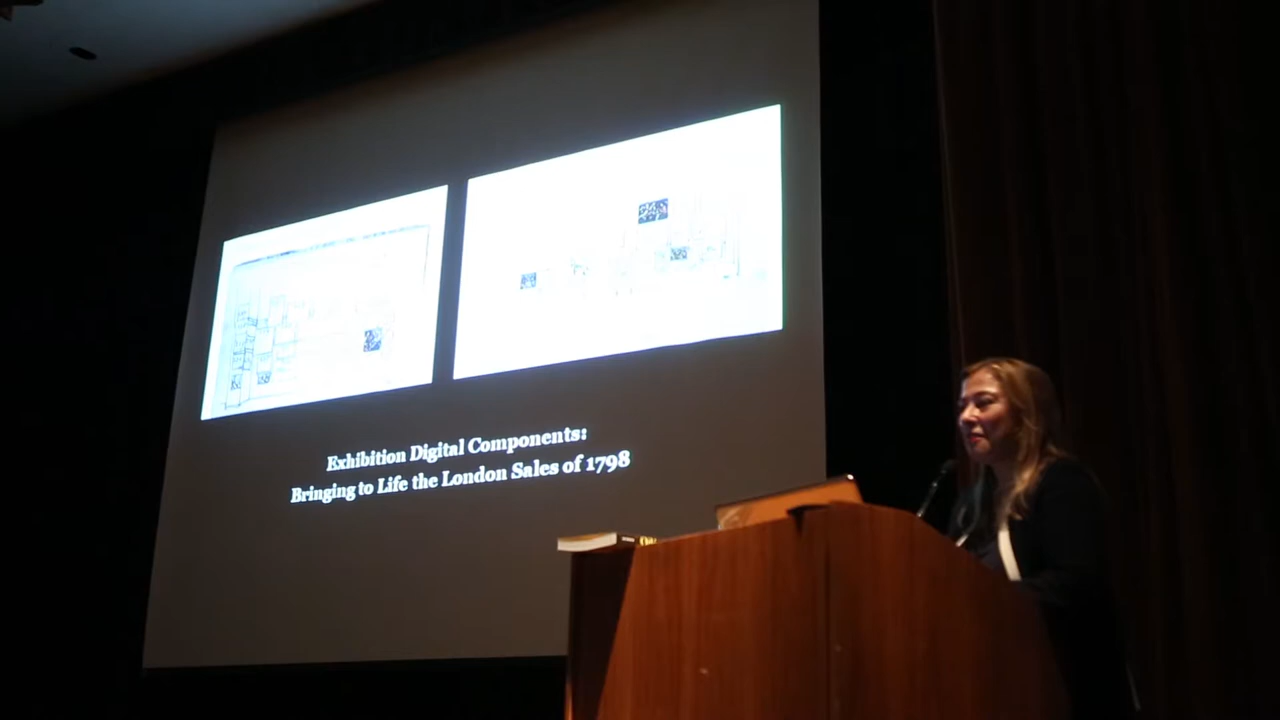 Exhibition Digital Components:
Bringing to Life the London Sales of 1798